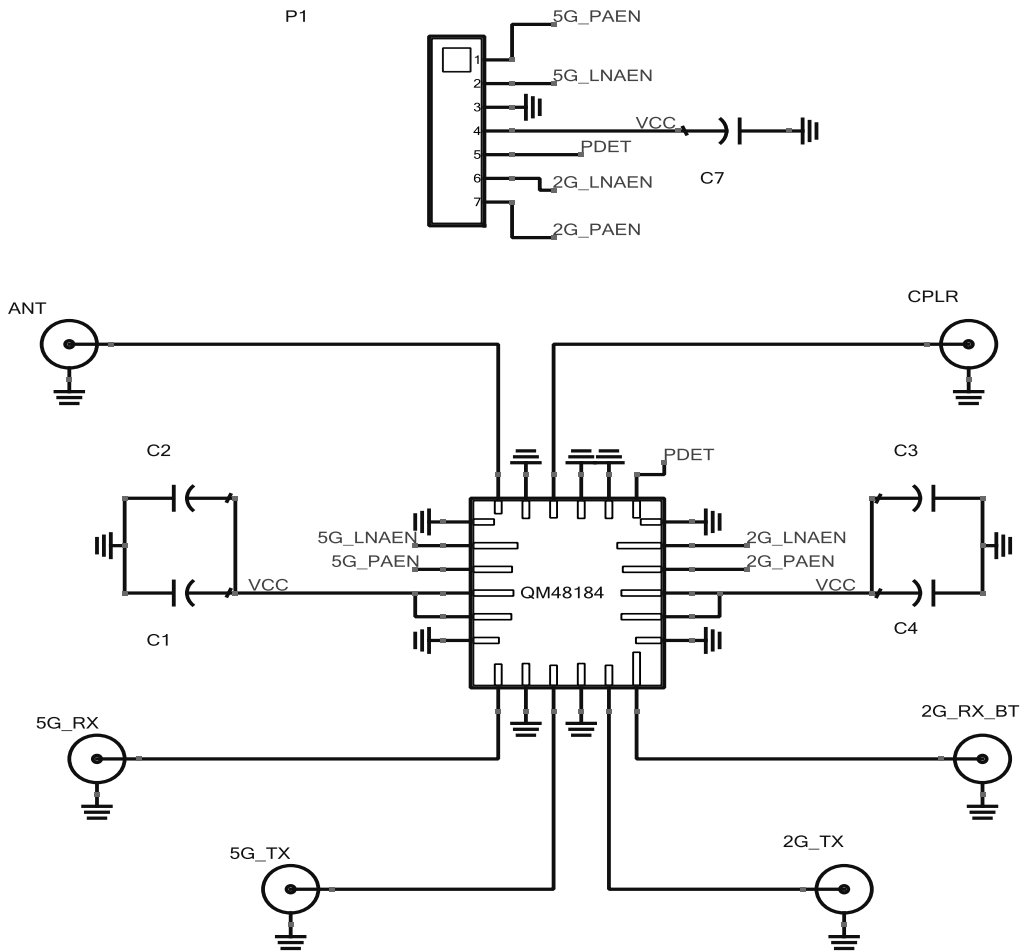 P1
5G_PAEN
1
2
5G_LNAEN
3
4
VCC
5
PDET
6
2G_LNAEN
C7
7
2G_PAEN
ANT
CPLR
C2
PDET
C3
5G_LNAEN
2G_LNAEN
5G_PAEN
2G_PAEN
VCC
QM48184
VCC
C1
C4
5G_RX
2G_RX_BT
5G_TX
2G_TX